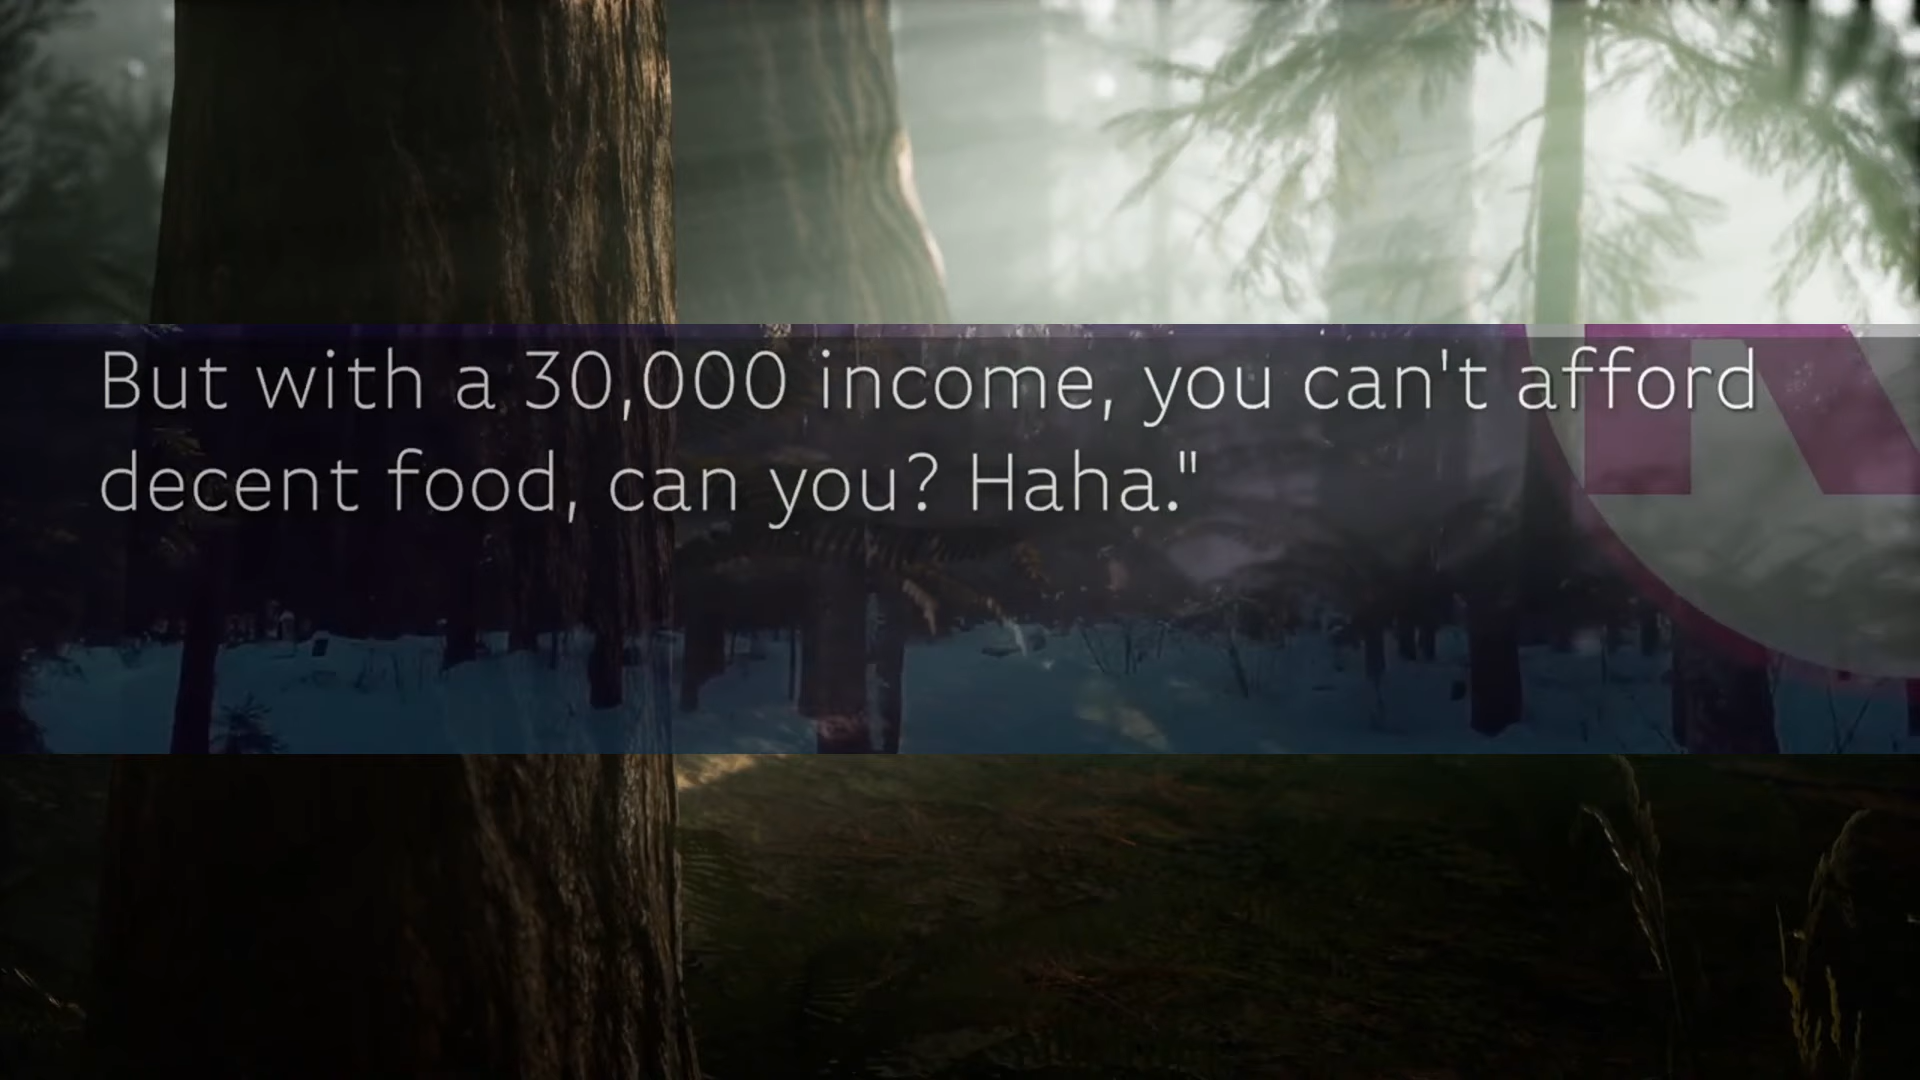 But with a 30,000 income, you can't afford
decent food, can you? Haha."